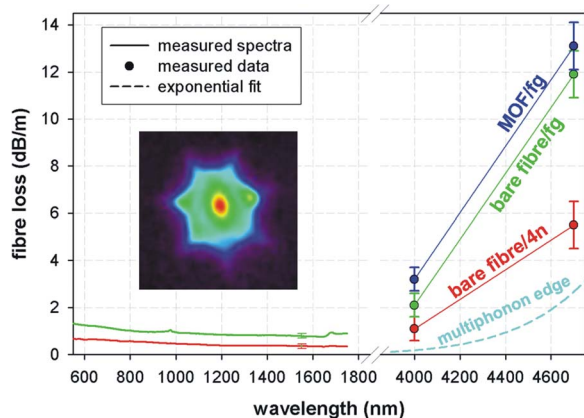 measured spectra
measured data
exponential fit
MOF/fg
bare fibre/fg
bare fibre/4n
multiphonon edge
fibre loss (dB/m)
14
12
10
8
6
4
2
0
600 800 1000 1200 1400 1600 1800 4000 4200 4400 4600
wavelength (nm)